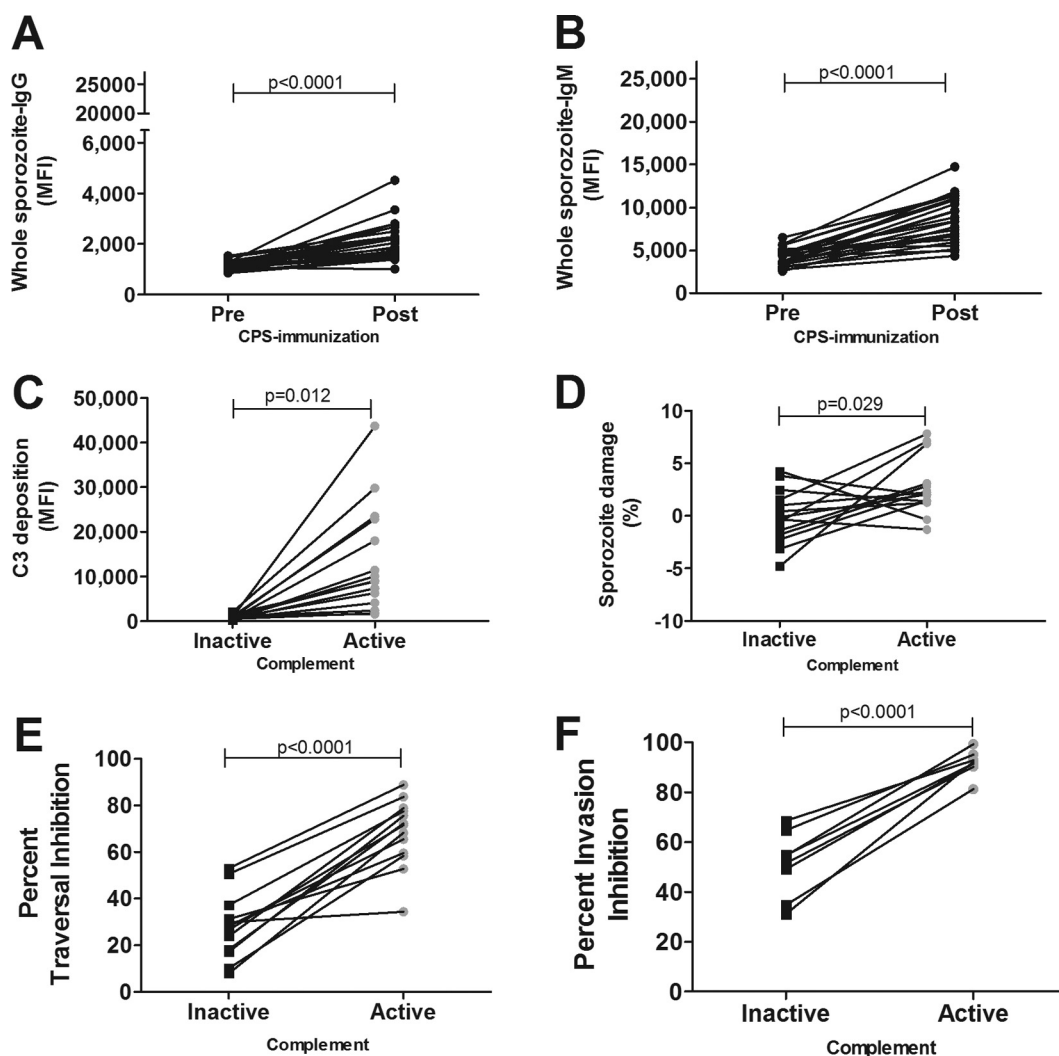 A
Whole sporozoite-IgG
(MFI)
25000
20000
6,000
4,000
2,000
0
p<0.0001
Pre
Post
CPS-immunization
B
Whole sporozoite-IgM
(MFI)
25,000
20,000
15,000
10,000
5,000
0
p<0.0001
Pre
Post
CPS-immunization
C
C3 deposition
(MFI)
50,000
40,000
30,000
20,000
10,000
0
p=0.012
Inactive
Active
Complement
D
Sporozoite damage
(%)
10
5
0
-5
-10
p=0.029
Inactive
Active
Complement
E
Percent
Traversal Inhibition
100
80
60
40
20
0
p<0.0001
Inactive
Active
Complement
F
Percent Invasion
Inhibition
100
80
60
40
20
0
p<0.0001
Inactive
Active
Complement